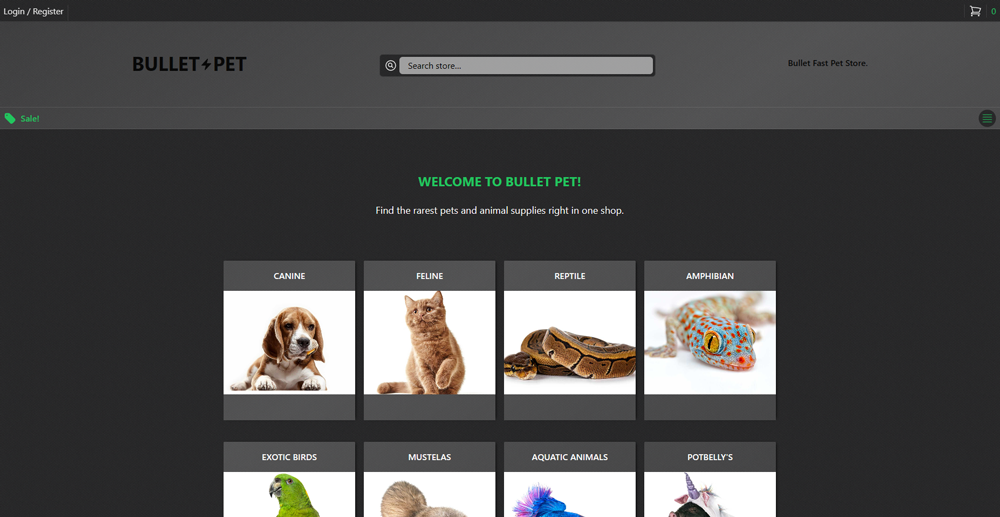 Login / Register
0
BULLET PET
Search store...
Bullet Fast Pet Store.
Sale!
WELCOME TO BULLET PET!
Find the rarest pets and animal supplies right in one shop.
CANINE
FELINE
REPTILE
AMPHIBIAN
EXOTIC BIRDS
MUSTELAS
AQUATIC ANIMALS
POTBELLY'S